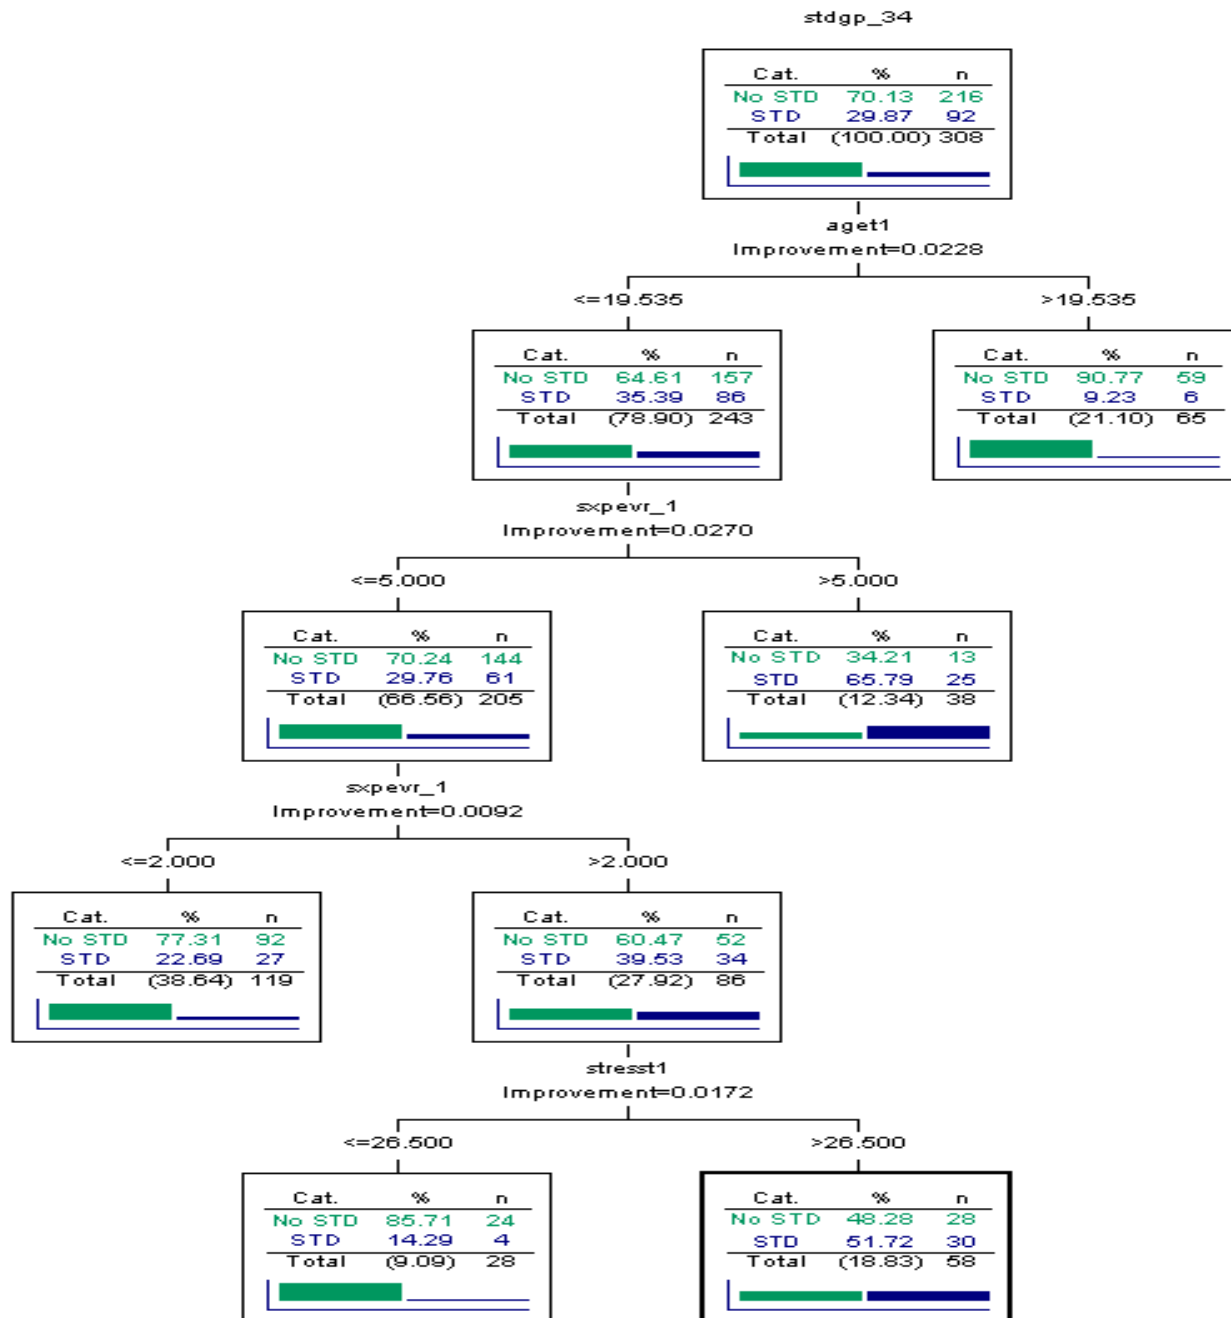 stdgp_34
Cat. % n
No STD 70.13 216
STD 29.87 92
Total (100.00) 308
aget1
Improvement=0.0228
<=19.535
>19.535
Cat. % n
No STD 64.61 157
STD 35.39 86
Total (78.90) 243
Cat. % n
No STD 90.77 59
STD 9.23 6
Total (21.10) 65
sxpevr_1
Improvement=0.0270
<=5.000
>5.000
Cat. % n
No STD 70.24 144
STD 29.76 61
Total (66.56) 205
Cat. % n
No STD 34.21 13
STD 65.79 25
Total (12.34) 38
sxpevr_1
Improvement=0.0092
<=2.000
>2.000
Cat. % n
No STD 77.31 92
STD 22.69 27
Total (38.64) 119
Cat. % n
No STD 60.47 52
STD 39.53 34
Total (27.92) 86
stresst1
Improvement=0.0172
<=26.500
>26.500
Cat. % n
No STD 85.71 24
STD 14.29 4
Total (9.09) 28
Cat. % n
No STD 48.28 28
STD 51.72 30
Total (18.83) 58